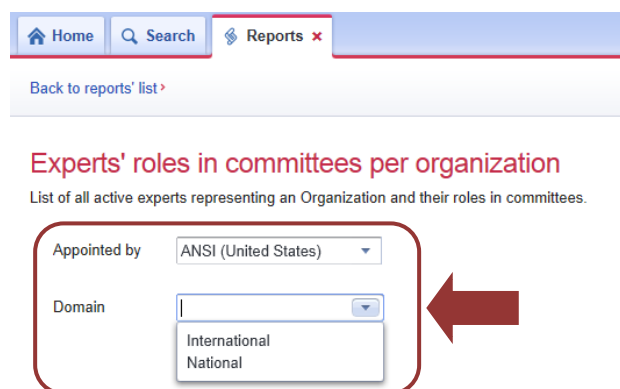 Home Search Reports ×
Back to reports' list ›
Experts' roles in committees per organization
List of all active experts representing an Organization and their roles in committees.
Appointed by ANSI (United States)
Domain
International
National